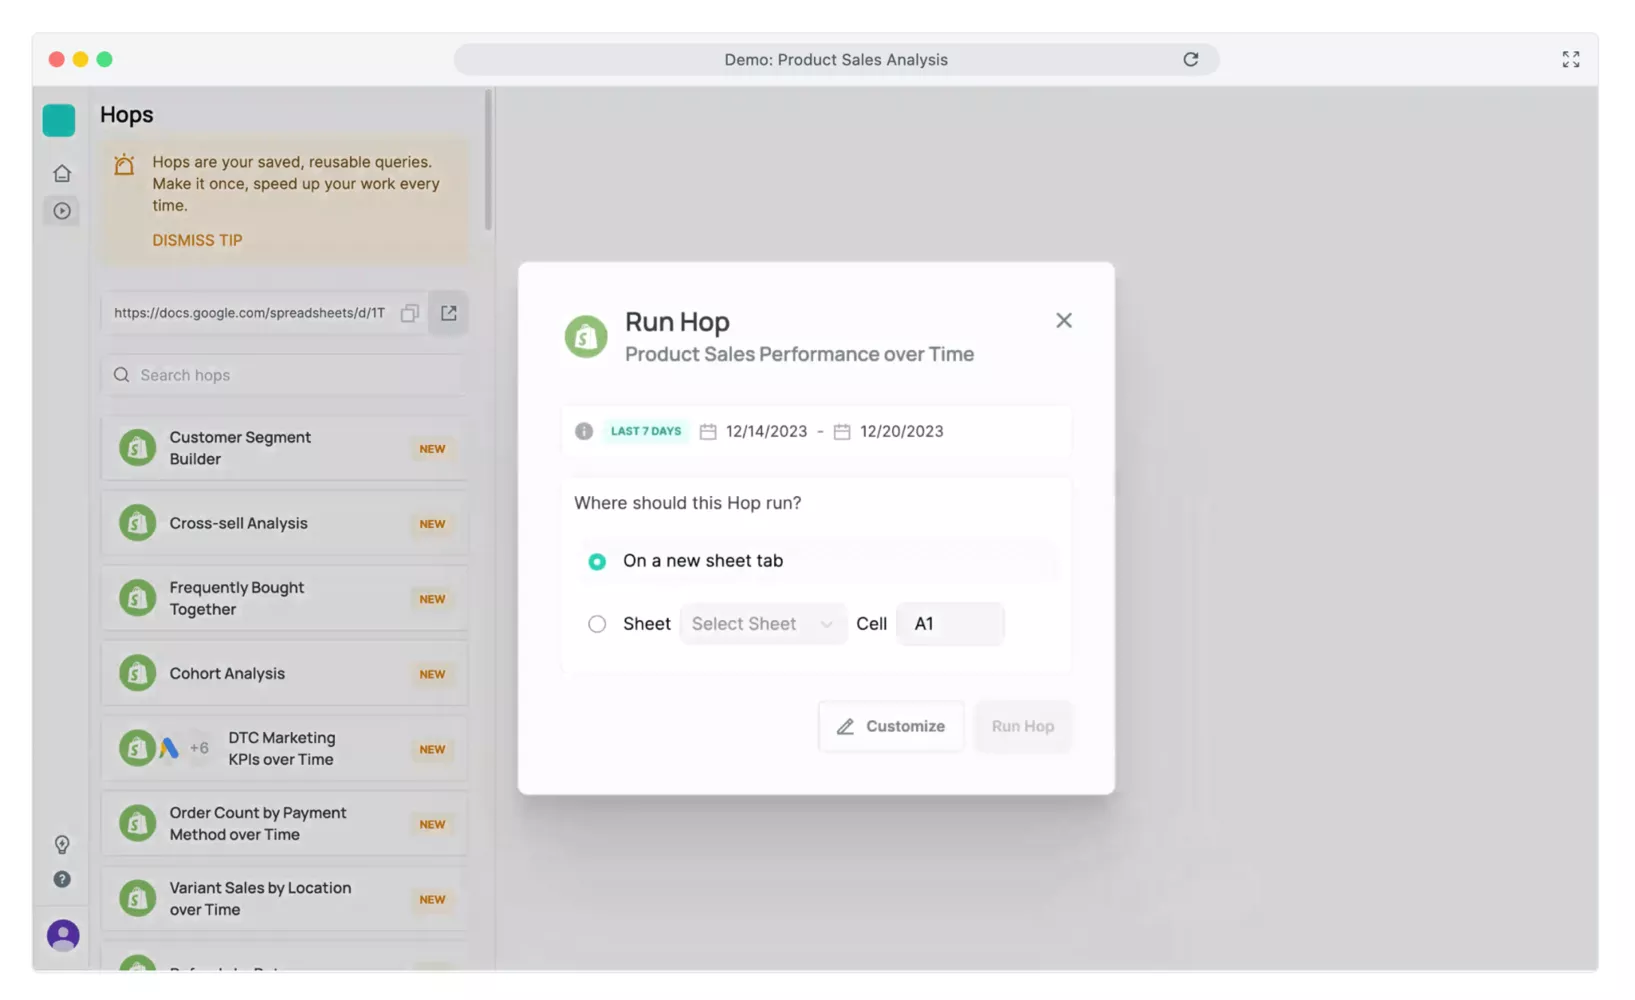 Demo: Product Sales Analysis
Hops
Hops are your saved, reusable queries.
Make it once, speed up your work every
time.
DISMISS TIP
https://docs.google.com/spreadsheets/d/1T
Search hops
Customer Segment
Builder
NEW
Cross-sell Analysis
NEW
Frequently Bought
Together
NEW
Cohort Analysis
NEW
+6
DTC Marketing
KPIs over Time
NEW
Order Count by Payment
Method over Time
NEW
Variant Sales by Location
over Time
NEW
Run Hop
Product Sales Performance over Time
LAST 7 DAYS 12/14/2023 - 12/20/2023
Where should this Hop run?
On a new sheet tab
Sheet Select Sheet Cell A1
Customize Run Hop